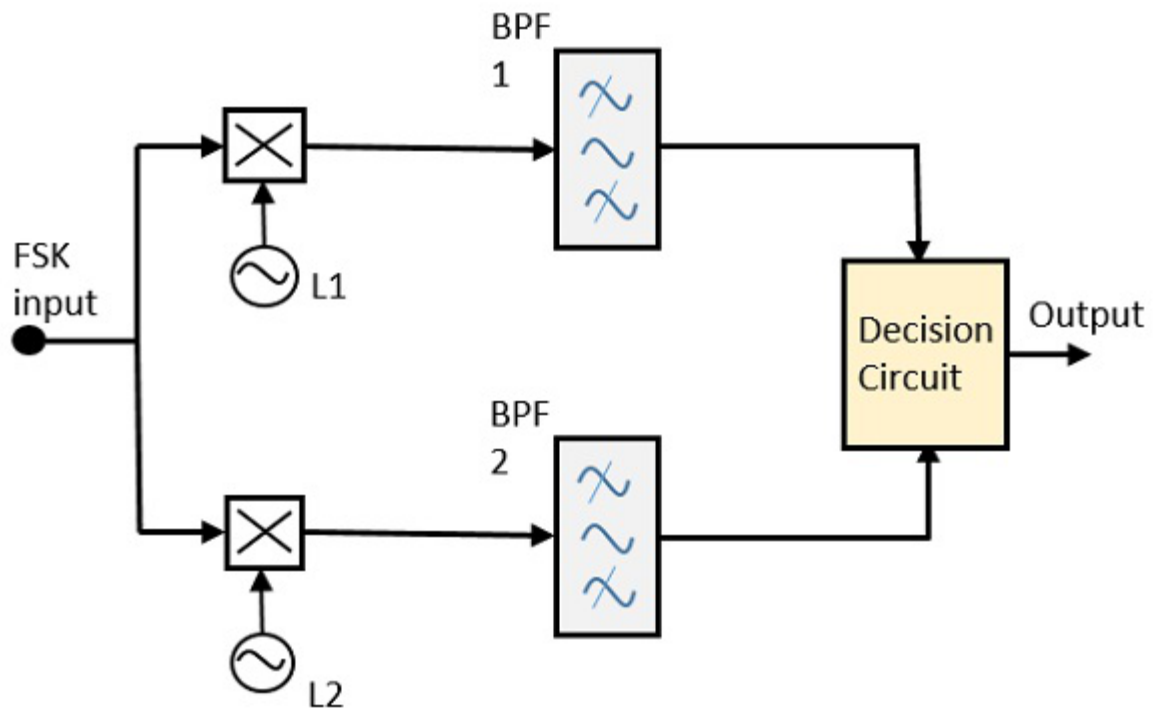 BPF
1
FSK
input
L1
Decision
Circuit
Output
BPF
2
L2